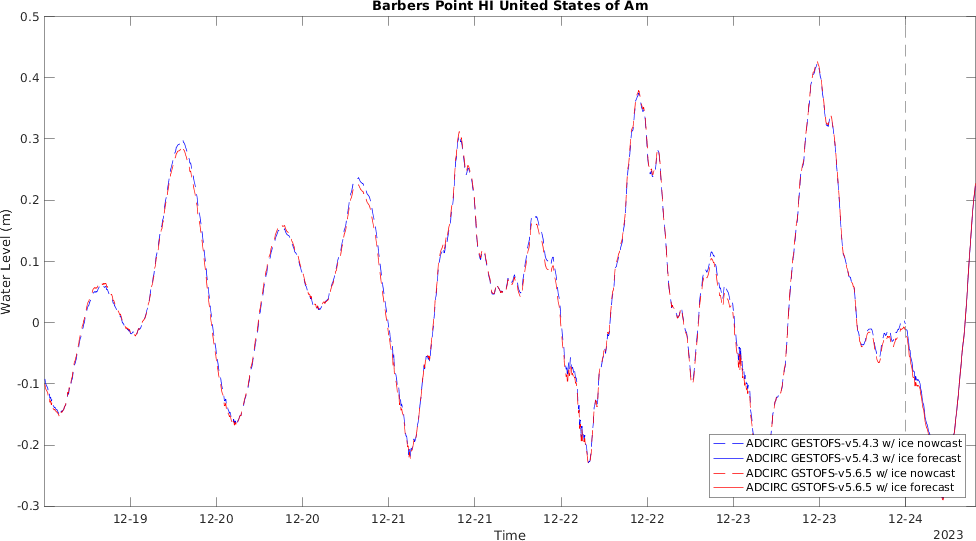 Barbers Point HI United States of Am
0.5
0.4
0.3
0.2
0.1
0
-0.1
-0.2
-0.3
Water Level (m)
ADCIRC GESTOFS-v5.4.3 w/ ice nowcast
ADCIRC GESTOFS-v5.4.3 w/ ice forecast
ADCIRC GSTOFS-v5.6.5 w/ ice nowcast
ADCIRC GSTOFS-v5.6.5 w/ ice forecast
12-19 12-20 12-20 12-21 12-21 12-22 12-22 12-23 12-23 12-24
Time
2023